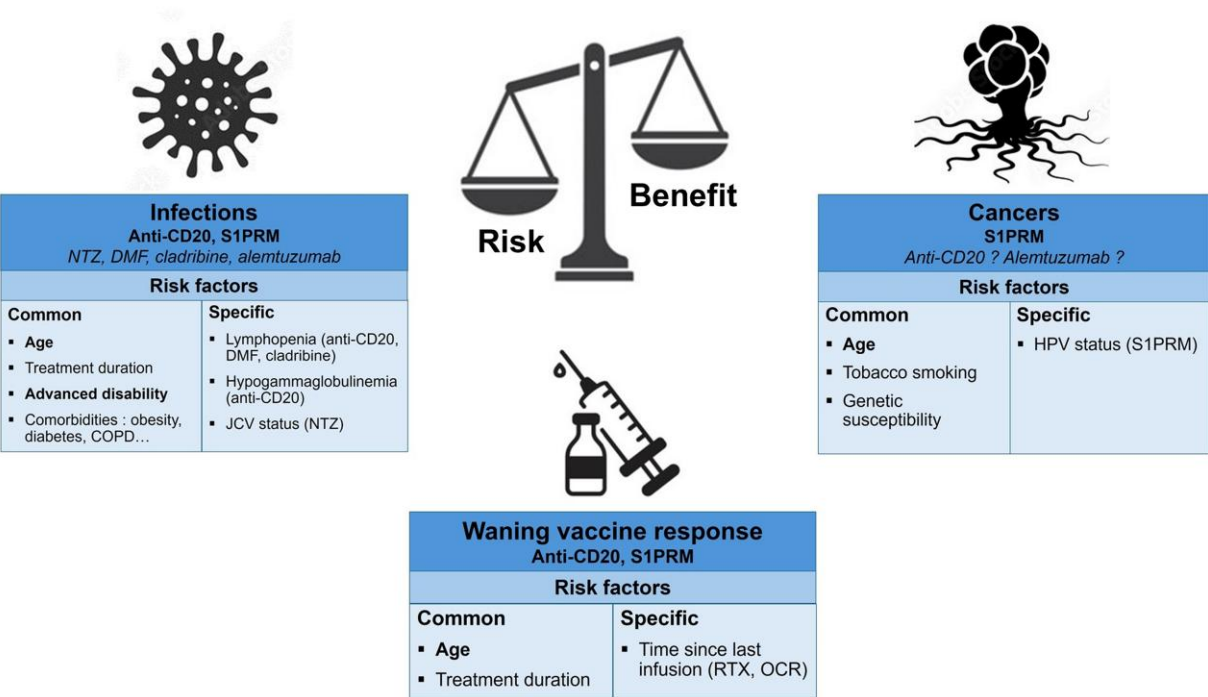 Risk
Benefit
Infections
Anti-CD20, S1PRM
NTZ, DMF, cladribine, alemtuzumab
Risk factors
Common
▪ Age
▪ Treatment duration
▪ Advanced disability
▪ Comorbidities : obesity,
diabetes, COPD…
Specific
▪ Lymphopenia (anti-CD20,
DMF, cladribine)
▪ Hypogammaglobulinemia
(anti-CD20)
▪ JCV status (NTZ)
Cancers
S1PRM
Anti-CD20 ? Alemtuzumab ?
Risk factors
Common
▪ Age
▪ Tobacco smoking
▪ Genetic
susceptibility
Specific
▪ HPV status (S1PRM)
Waning vaccine response
Anti-CD20, S1PRM
Risk factors
Common
▪ Age
▪ Treatment duration
Specific
▪ Time since last
infusion (RTX, OCR)